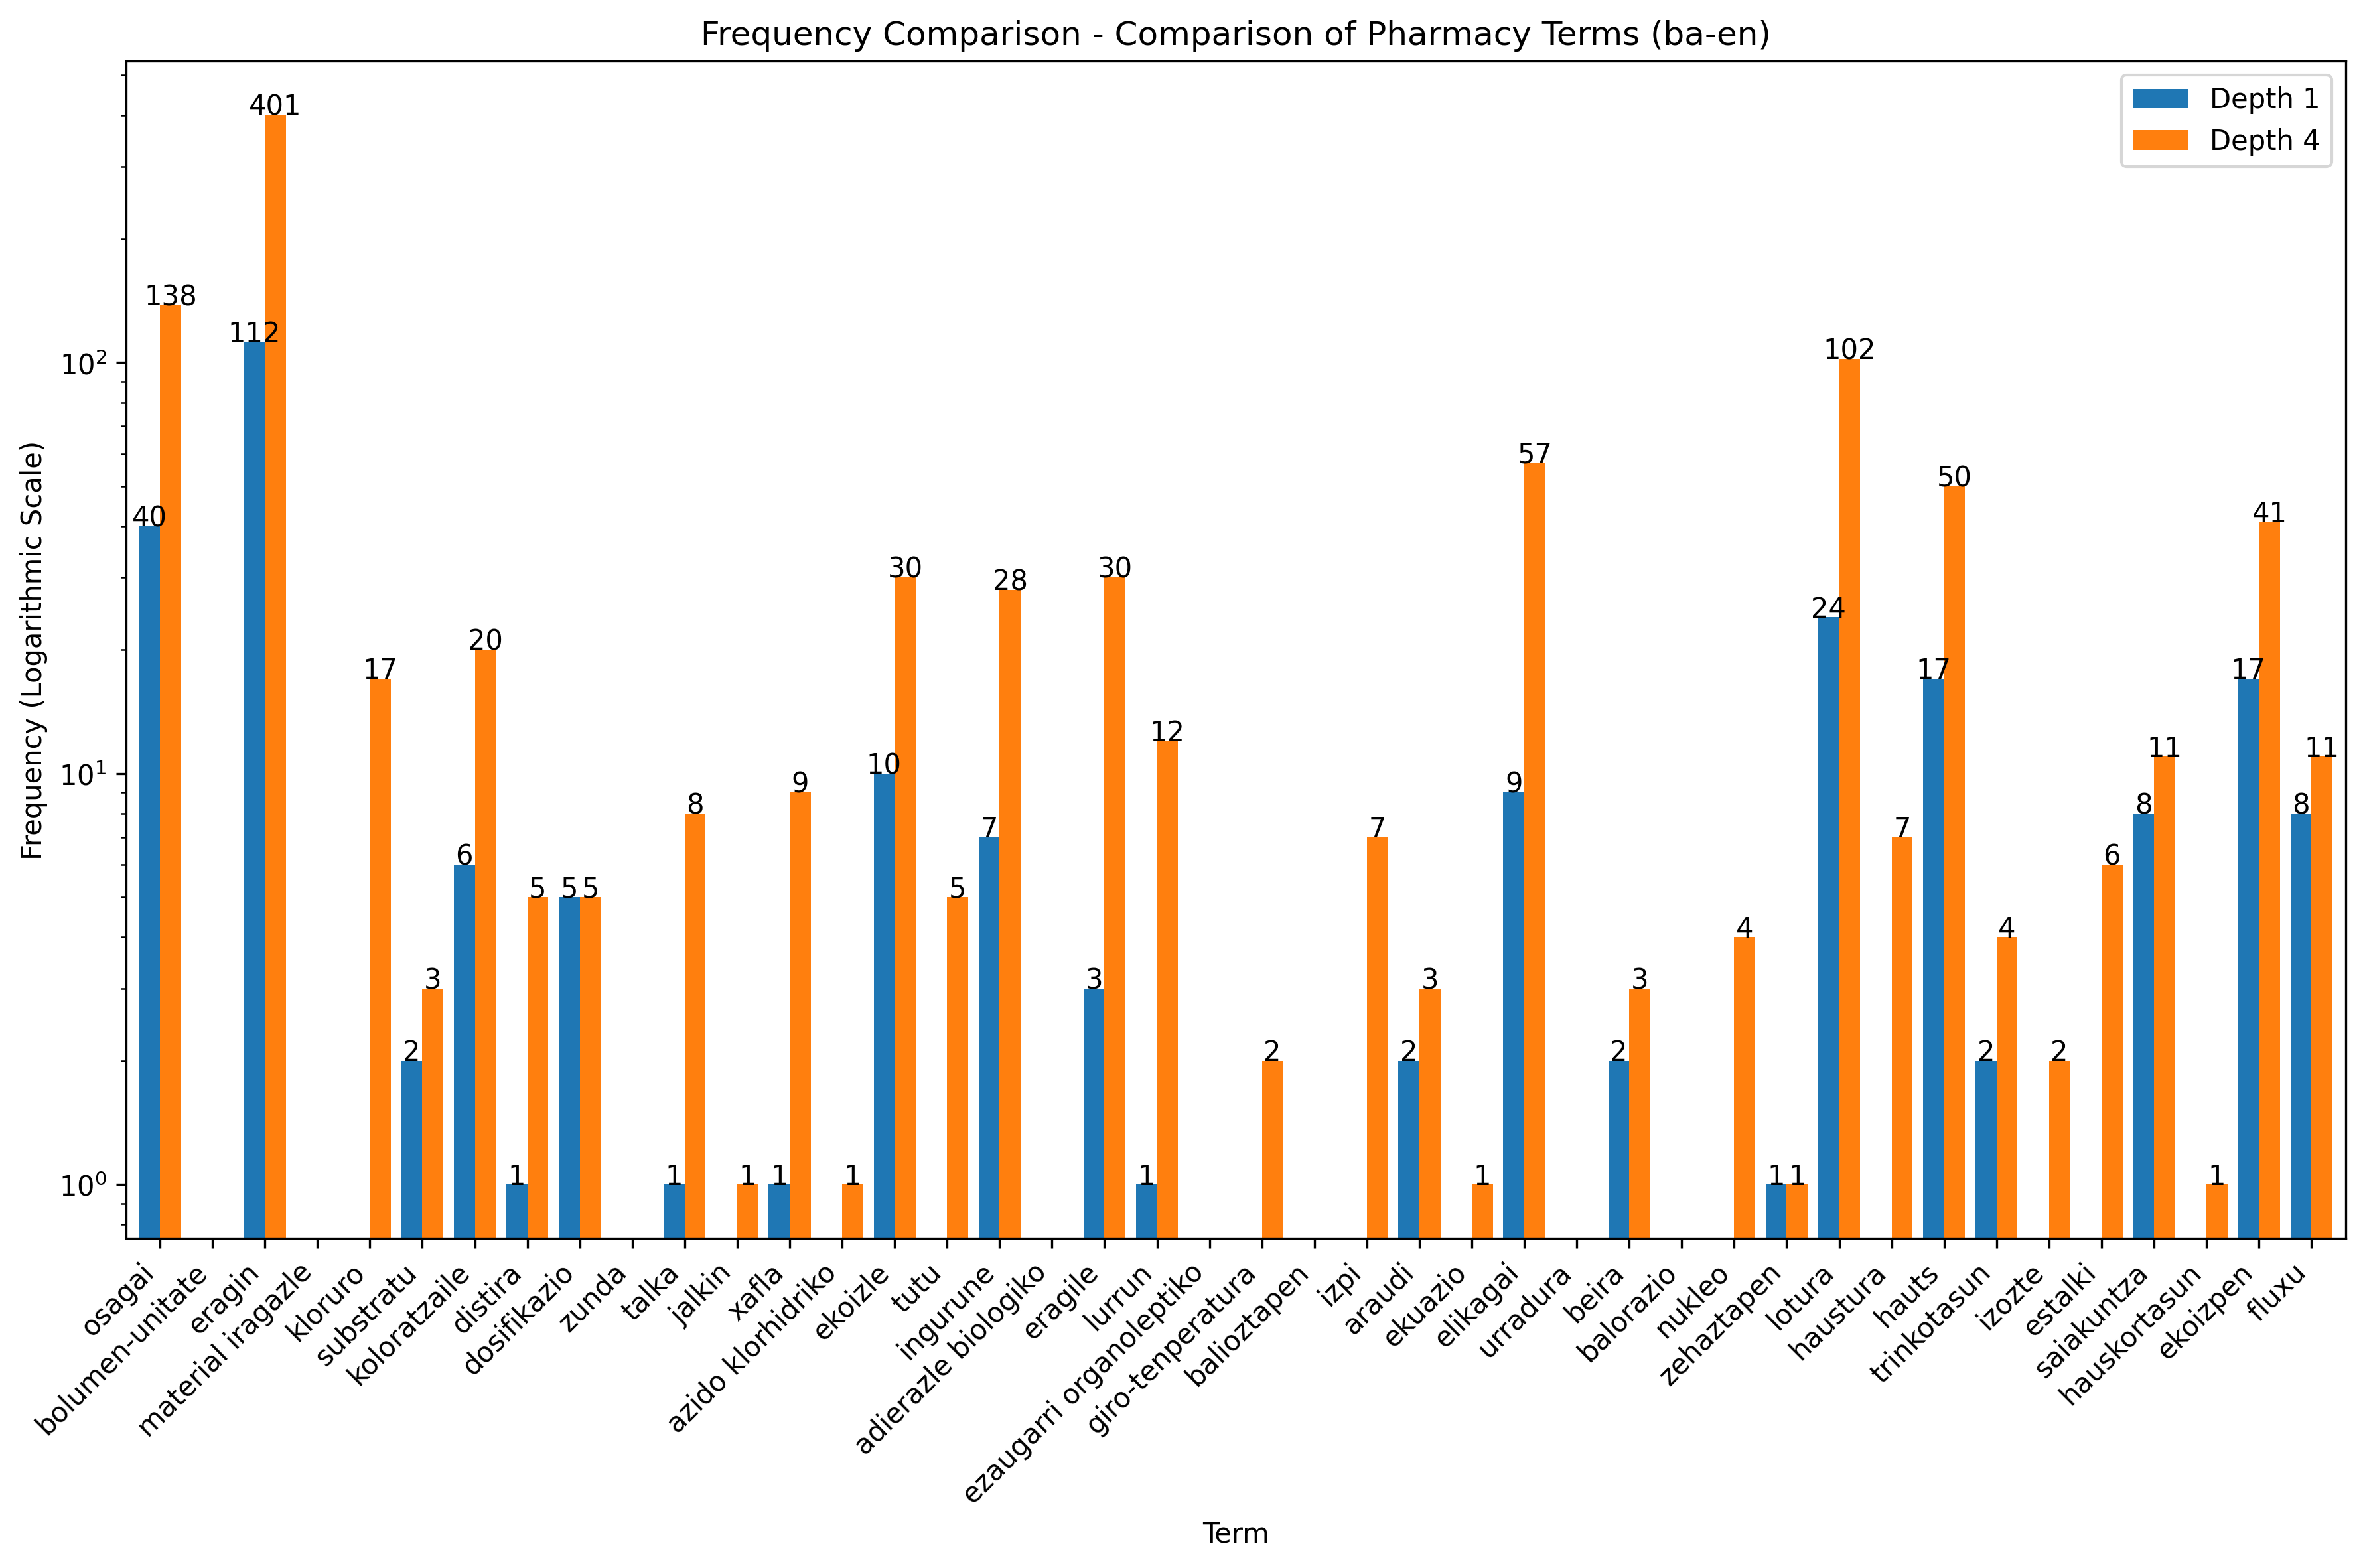 Frequency Comparison - Comparison of Pharmacy Terms (ba-en)
Depth 1
Depth 4
Frequency (Logarithmic Scale)
10²
10¹
10⁰
40
138
112
401
17
2
3
6
20
1
5
5
5
1
8
1
1
9
1
10
30
5
7
28
3
30
1
12
2
7
2
3
1
9
57
2
3
4
1
1
24
102
7
17
50
2
4
2
6
8
11
1
17
41
8
11
osagai
bolumen-unitate
eragin
material iragazle
kloruro
substratu
koloratzaile
distira
dosifikazio
zunda
talka
jalkin
xafla
azido klorhidriko
ekoizle
tutu
ingurune
adierazle biologiko
eragile
lurrun
ezaugarri organoleptiko
giro-tenperatura
balioztapen
izpi
araudi
ekuazio
elikagai
urradura
beira
balorazio
nukleo
zehaztapen
lotura
haustura
hauts
trinkotasun
izozte
estalki
saiakuntza
hauskortasun
ekoizpen
fluxu
Term